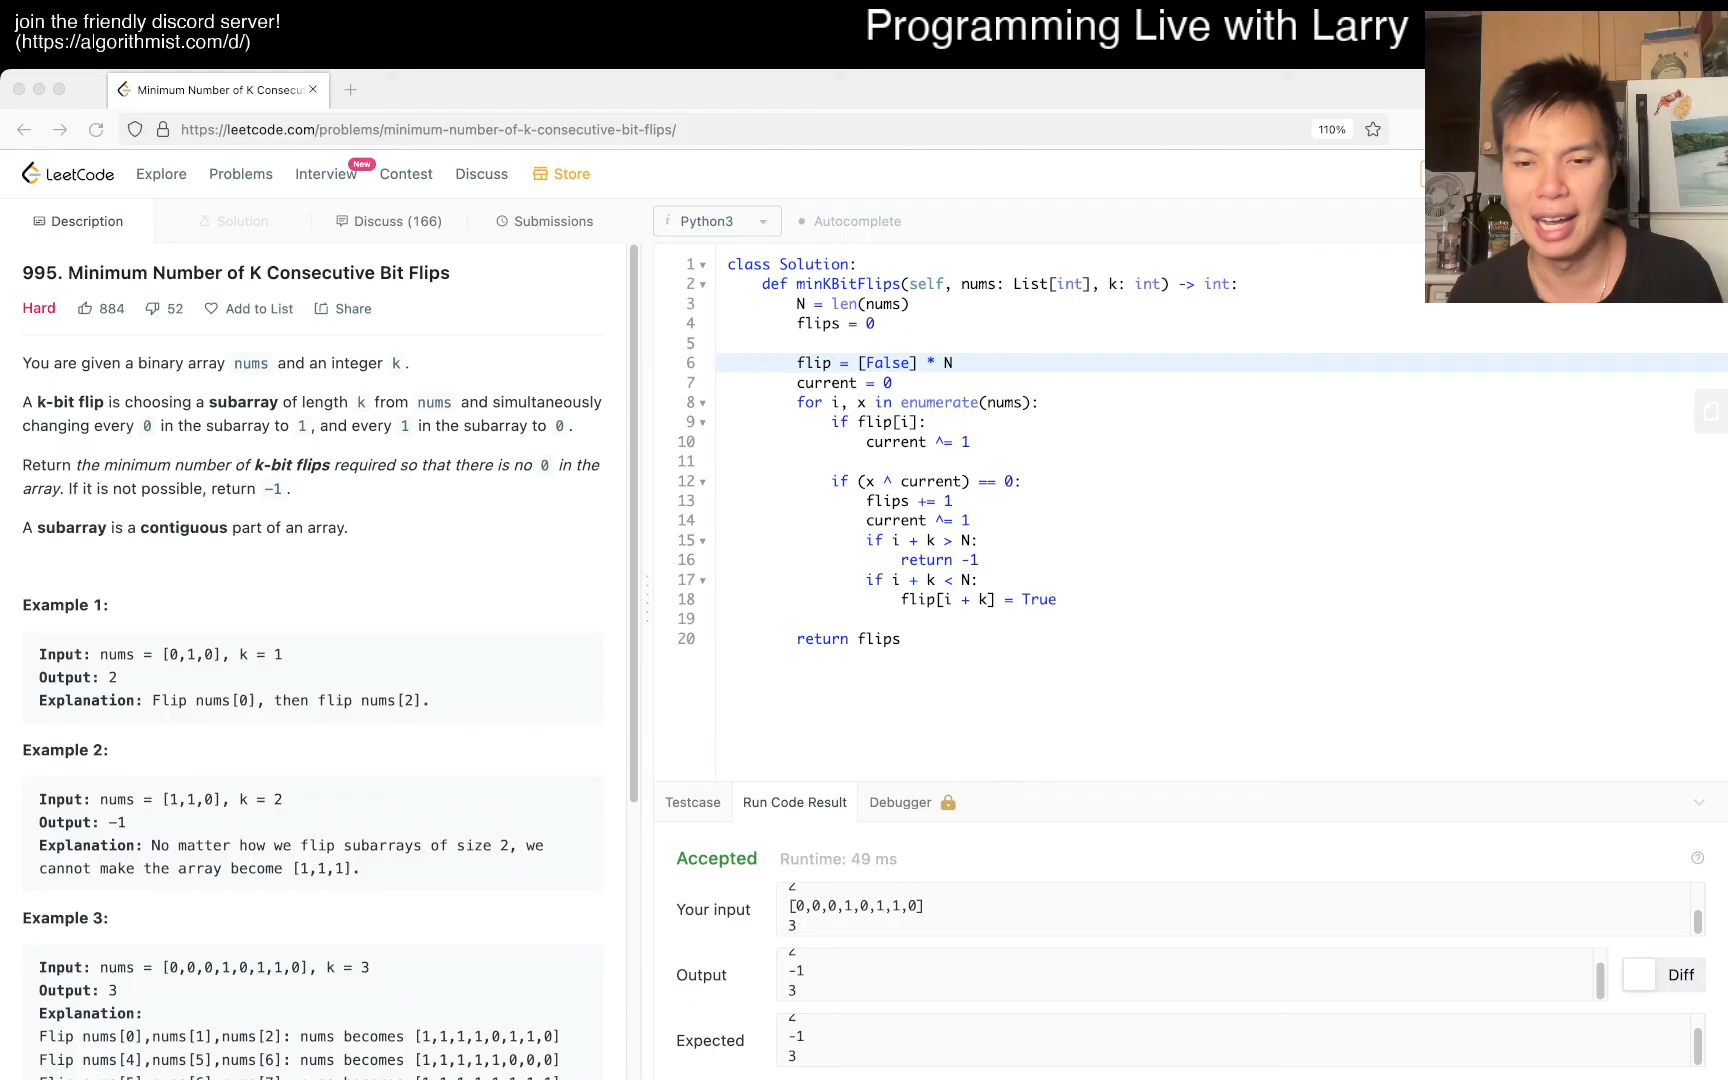 join the friendly discord server!
(https://algorithmist.com/d/)
Programming Live with Larry
Minimum Number of K Consecu
https://leetcode.com/problems/minimum-number-of-k-consecutive-bit-flips/
110%
LeetCode
Explore
Problems
Interview
New
Contest
Discuss
Store
Description
Solution
Discuss (166)
Submissions
i Python3
Autocomplete
995. Minimum Number of K Consecutive Bit Flips
Hard
884
52
Add to List
Share
You are given a binary array nums and an integer k.
A k-bit flip is choosing a subarray of length k from nums and simultaneously
changing every 0 in the subarray to 1, and every 1 in the subarray to 0.
Return the minimum number of k-bit flips required so that there is no 0 in the
array. If it is not possible, return -1.
A subarray is a contiguous part of an array.
Example 1:
Input: nums = [0,1,0], k = 1
Output: 2
Explanation: Flip nums[0], then flip nums[2].
Example 2:
Input: nums = [1,1,0], k = 2
Output: -1
Explanation: No matter how we flip subarrays of size 2, we
cannot make the array become [1,1,1].
Example 3:
Input: nums = [0,0,0,1,0,1,1,0], k = 3
Output: 3
Explanation:
Flip nums[0],nums[1],nums[2]: nums becomes [1,1,1,1,0,1,1,0]
Flip nums[4],nums[5],nums[6]: nums becomes [1,1,1,1,1,0,0,0]
1 class Solution:
2 def minKBitFlips(self, nums: List[int], k: int) -> int:
3 N = len(nums)
4 flips = 0
5
6 flip = [False] * N
7 current = 0
8 for i, x in enumerate(nums):
9 if flip[i]:
10 current ^= 1
11
12 if (x ^ current) == 0:
13 flips += 1
14 current ^= 1
15 if i + k > N:
16 return -1
17 if i + k < N:
18 flip[i + k] = True
19
20 return flips
Testcase
Run Code Result
Debugger
Accepted
Runtime: 49 ms
Your input
2
[0,0,0,1,0,1,1,0]
3
Output
2
-1
3
Diff
Expected
2
-1
3